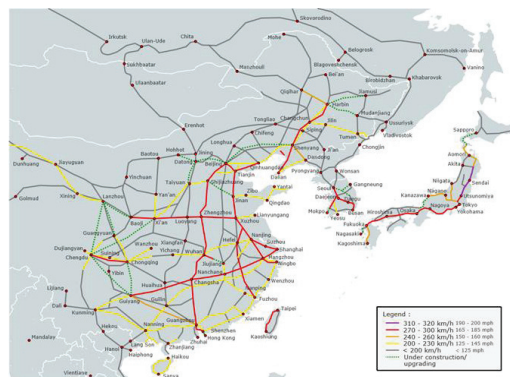 Skovorodino
Irkutsk
Ulan-Ude
Chita
Mohe
Belogorsk
Komsomolsk-on-Amur
Sukhbaatar
Manzhouli
Blagoveshchensk
Vanino
Bei'an
Birobidzhan
Khabarovsk
Ulaanbaatar
Qiqihar
Jiamusi
Harbin
Erenhot
Tongliao
Changchun
Mudanjiang
Ussuriysk
Jilin
Vladivostok
Chifeng
Siping
Tumen
Sapporo
Longhua
Shenyang
Ji'an
Chongjin
Hohhot
Baotou
Dandong
Aomori
Dunhuang
Jiayuguan
Datong
Beijing
Qinhuangdao
Pyongyang
Wonsan
Akita
Yinchuan
Tianjin
Dalian
Seoul
Gangneung
Sendai
Golmud
Xining
Lanzhou
Yan'an
Taiyuan
Shijiazhuang
Zibo
Yantai
Niigata
Utsunomiya
Jinan
Qingdao
Daegu
Kanazawa
Nagano
Baoji
Xi'an
Luoyang
Zhengzhou
Lianyungang
Mokpo
Yeosu
Busan
Hiroshima
Osaka
Nagoya
Tokyo
Yokohama
Guangyuan
Xuzhou
Fukuoka
Dujiangyan
Wanzhou
Xiangfan
Hefei
Nanjing
Suzhou
Nagasaki
Chengdu
Yichang
Wuhan
Shanghai
Kagoshima
Chongqing
Hangzhou
Yibin
Jiujiang
Ningbo
Huaihua
Nanchang
Changsha
Wenzhou
Lijiang
Guiyang
Guilin
Nanping
Fuzhou
Dali
Kunming
Taipei
Guangzhou
Xiamen
Hekou
Nanning
Shenzhen
Kaohsiung
Mandalay
Lang Son
Zhuhai
Hong Kong
Hanoi
Haiphong
Zhanjiang
Haikou
Vientiane
Sanya
Legend :
310 - 320 km/h 190 - 200 mph
270 - 300 km/h 165 - 185 mph
240 - 260 km/h 150 - 160 mph
200 - 230 km/h 125 - 145 mph
< 200 km/h < 125 mph
Under construction/
upgrading